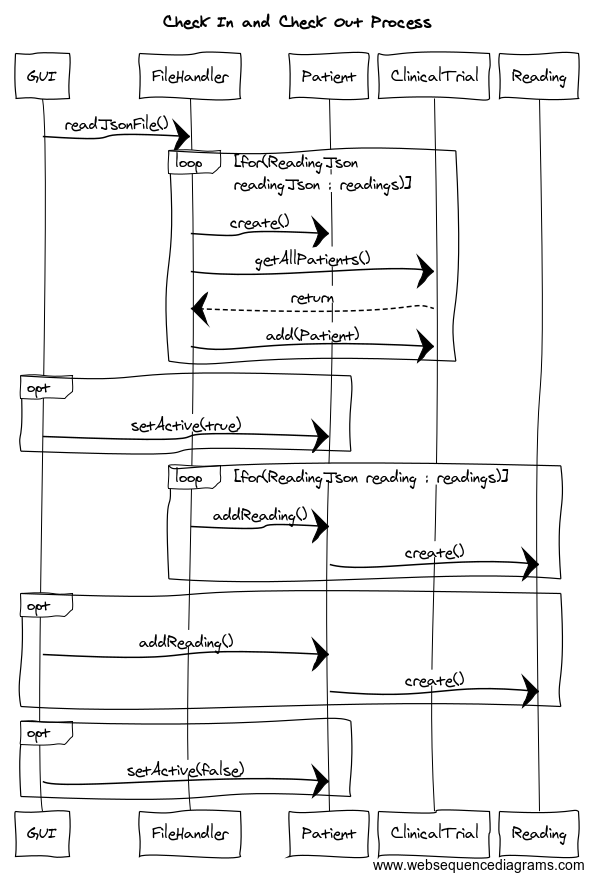 Check In and Check Out Process
GUI
FileHandler
Patient
ClinicalTrial
Reading
readJsonFile()
loop
[for(ReadingJson
readingJson : readings)]
create()
getAllPatients()
return
add(Patient)
opt
setActive(true)
loop
[for(ReadingJson reading : readings)]
addReading()
create()
opt
addReading()
create()
opt
setActive(false)
GUI
FileHandler
Patient
ClinicalTrial
Reading
www.websequencediagrams.com